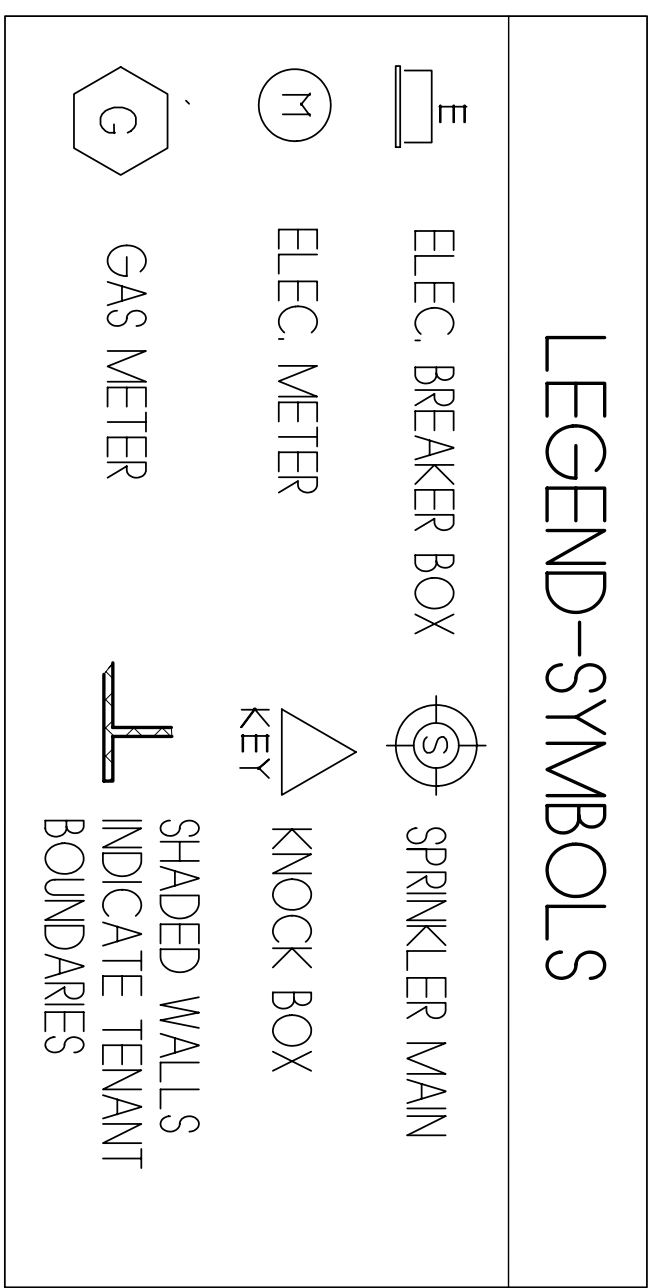 LEGEND-SYMBOLS
E
ELEC. BREAKER BOX
M
ELEC. METER
G
GAS METER
S
SPRINKLER MAIN
KEY
KNOCK BOX
SHADED WALLS
INDICATE TENANT
BOUNDARIES